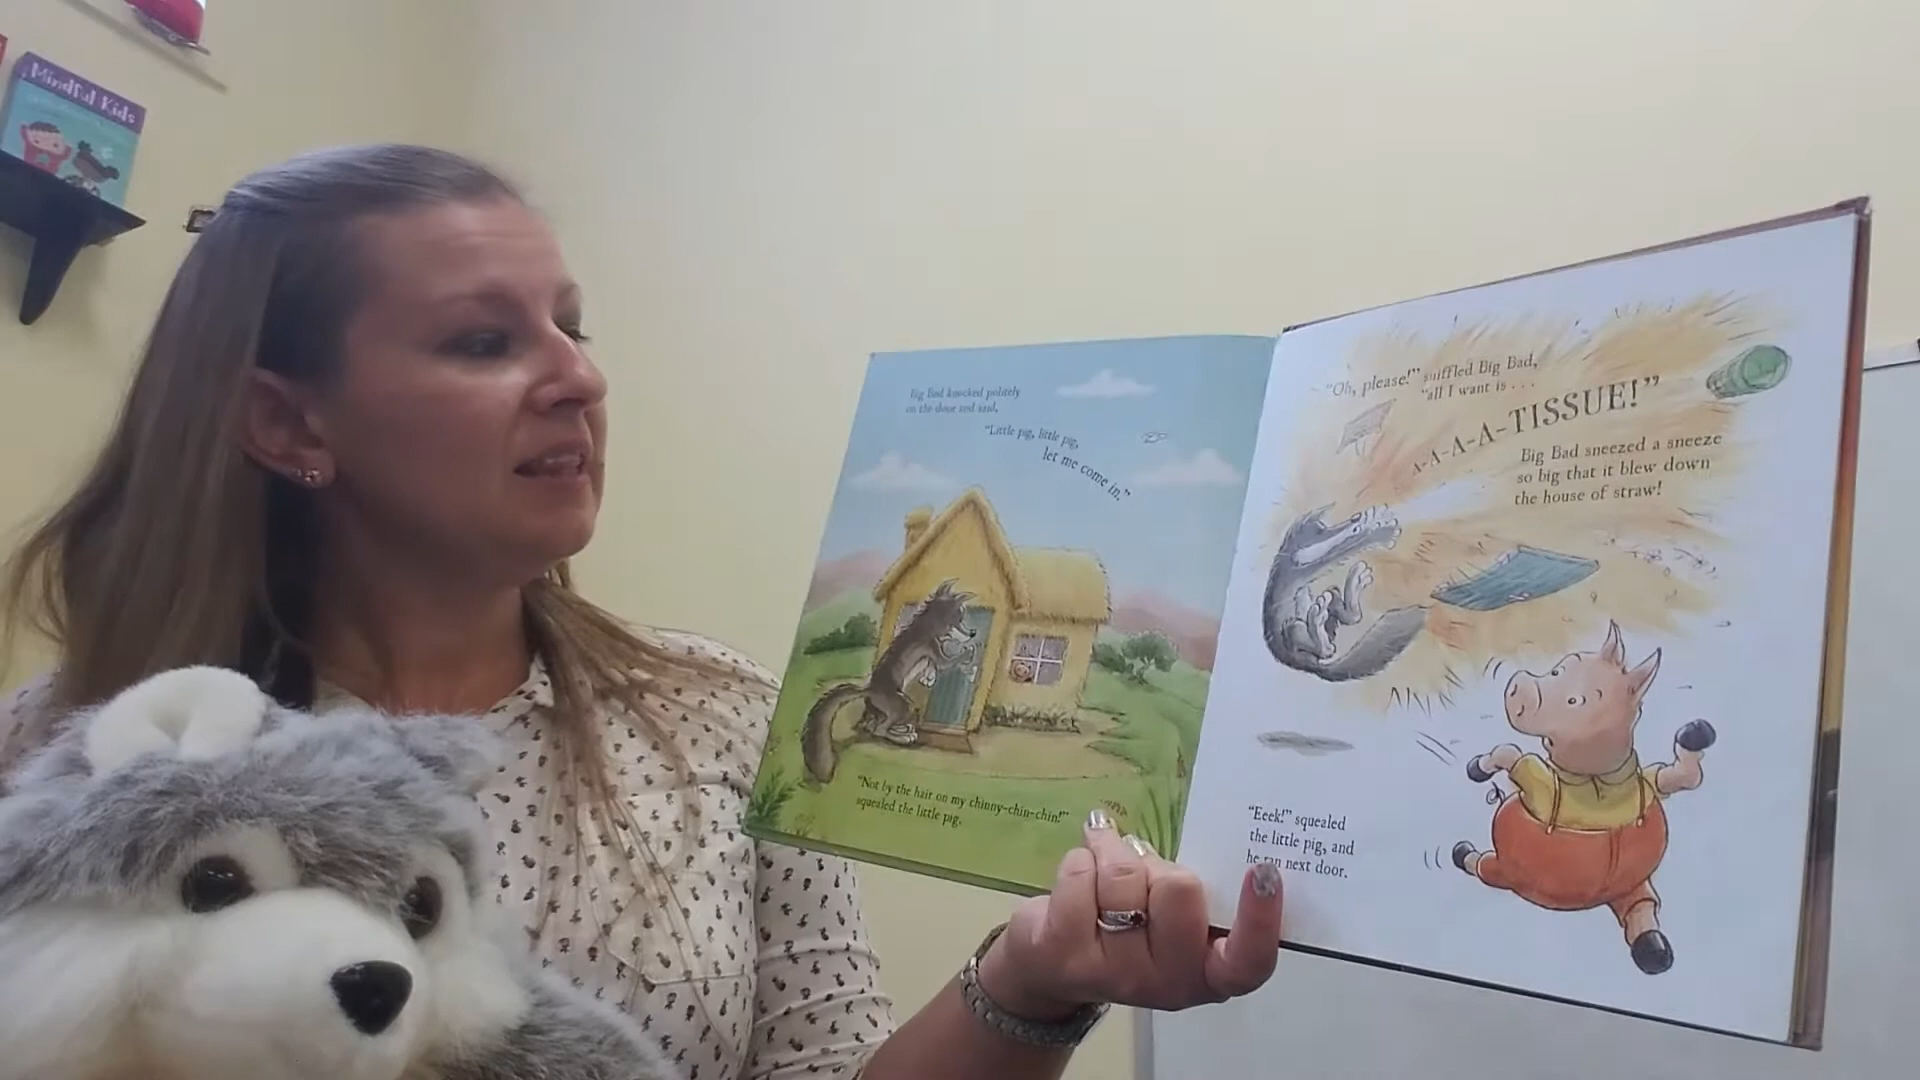 Mindful Kids
Big Bad knocked politely
on the door and said,
"Little pig, little pig,
let me come in."
"Not by the hair on my chinny-chin-chin!"
squealed the little pig.
"Oh, please!" sniffled Big Bad,
"all I want is . . .
A-A-A-A-TISSUE!"
Big Bad sneezed a sneeze
so big that it blew down
the house of straw!
"Eeek!" squealed
the little pig, and
he ran next door.